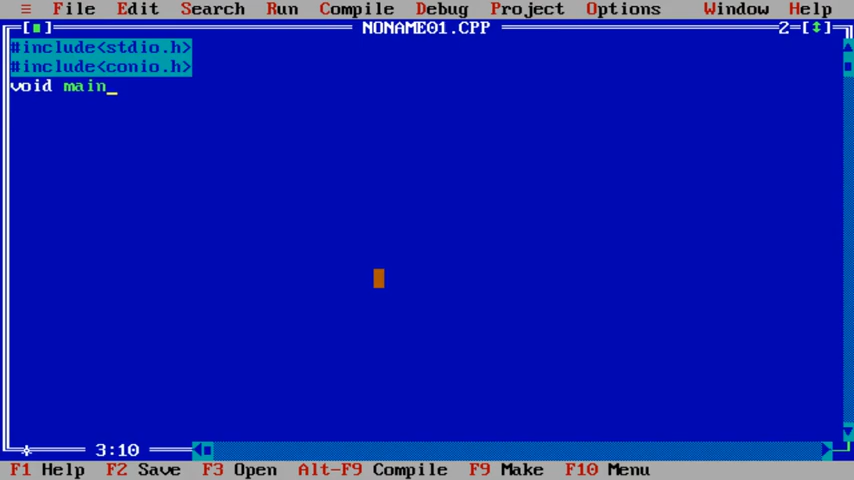 ≡ File Edit Search Run Compile Debug Project Options Window Help
[■] NONAME01.CPP 2=[↕]
#include<stdio.h>
#include<conio.h>
void main_
* 3:10
F1 Help F2 Save F3 Open Alt-F9 Compile F9 Make F10 Menu